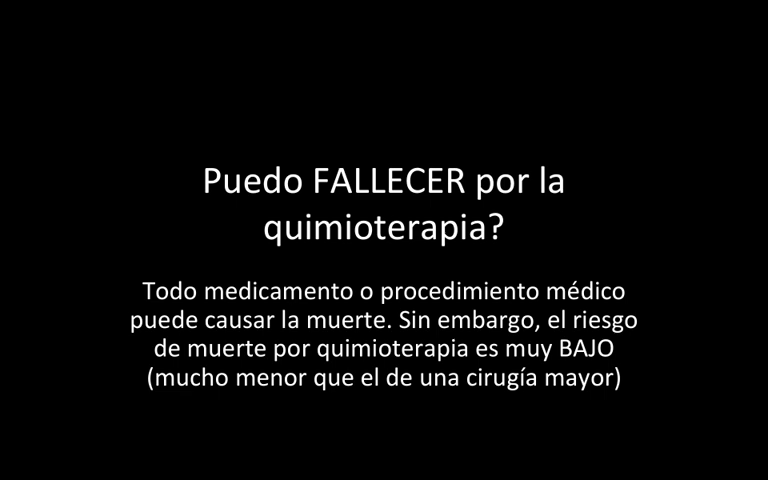 Puedo FALLECER por la
quimioterapia?
Todo medicamento o procedimiento médico
puede causar la muerte. Sin embargo, el riesgo
de muerte por quimioterapia es muy BAJO
(mucho menor que el de una cirugía mayor)